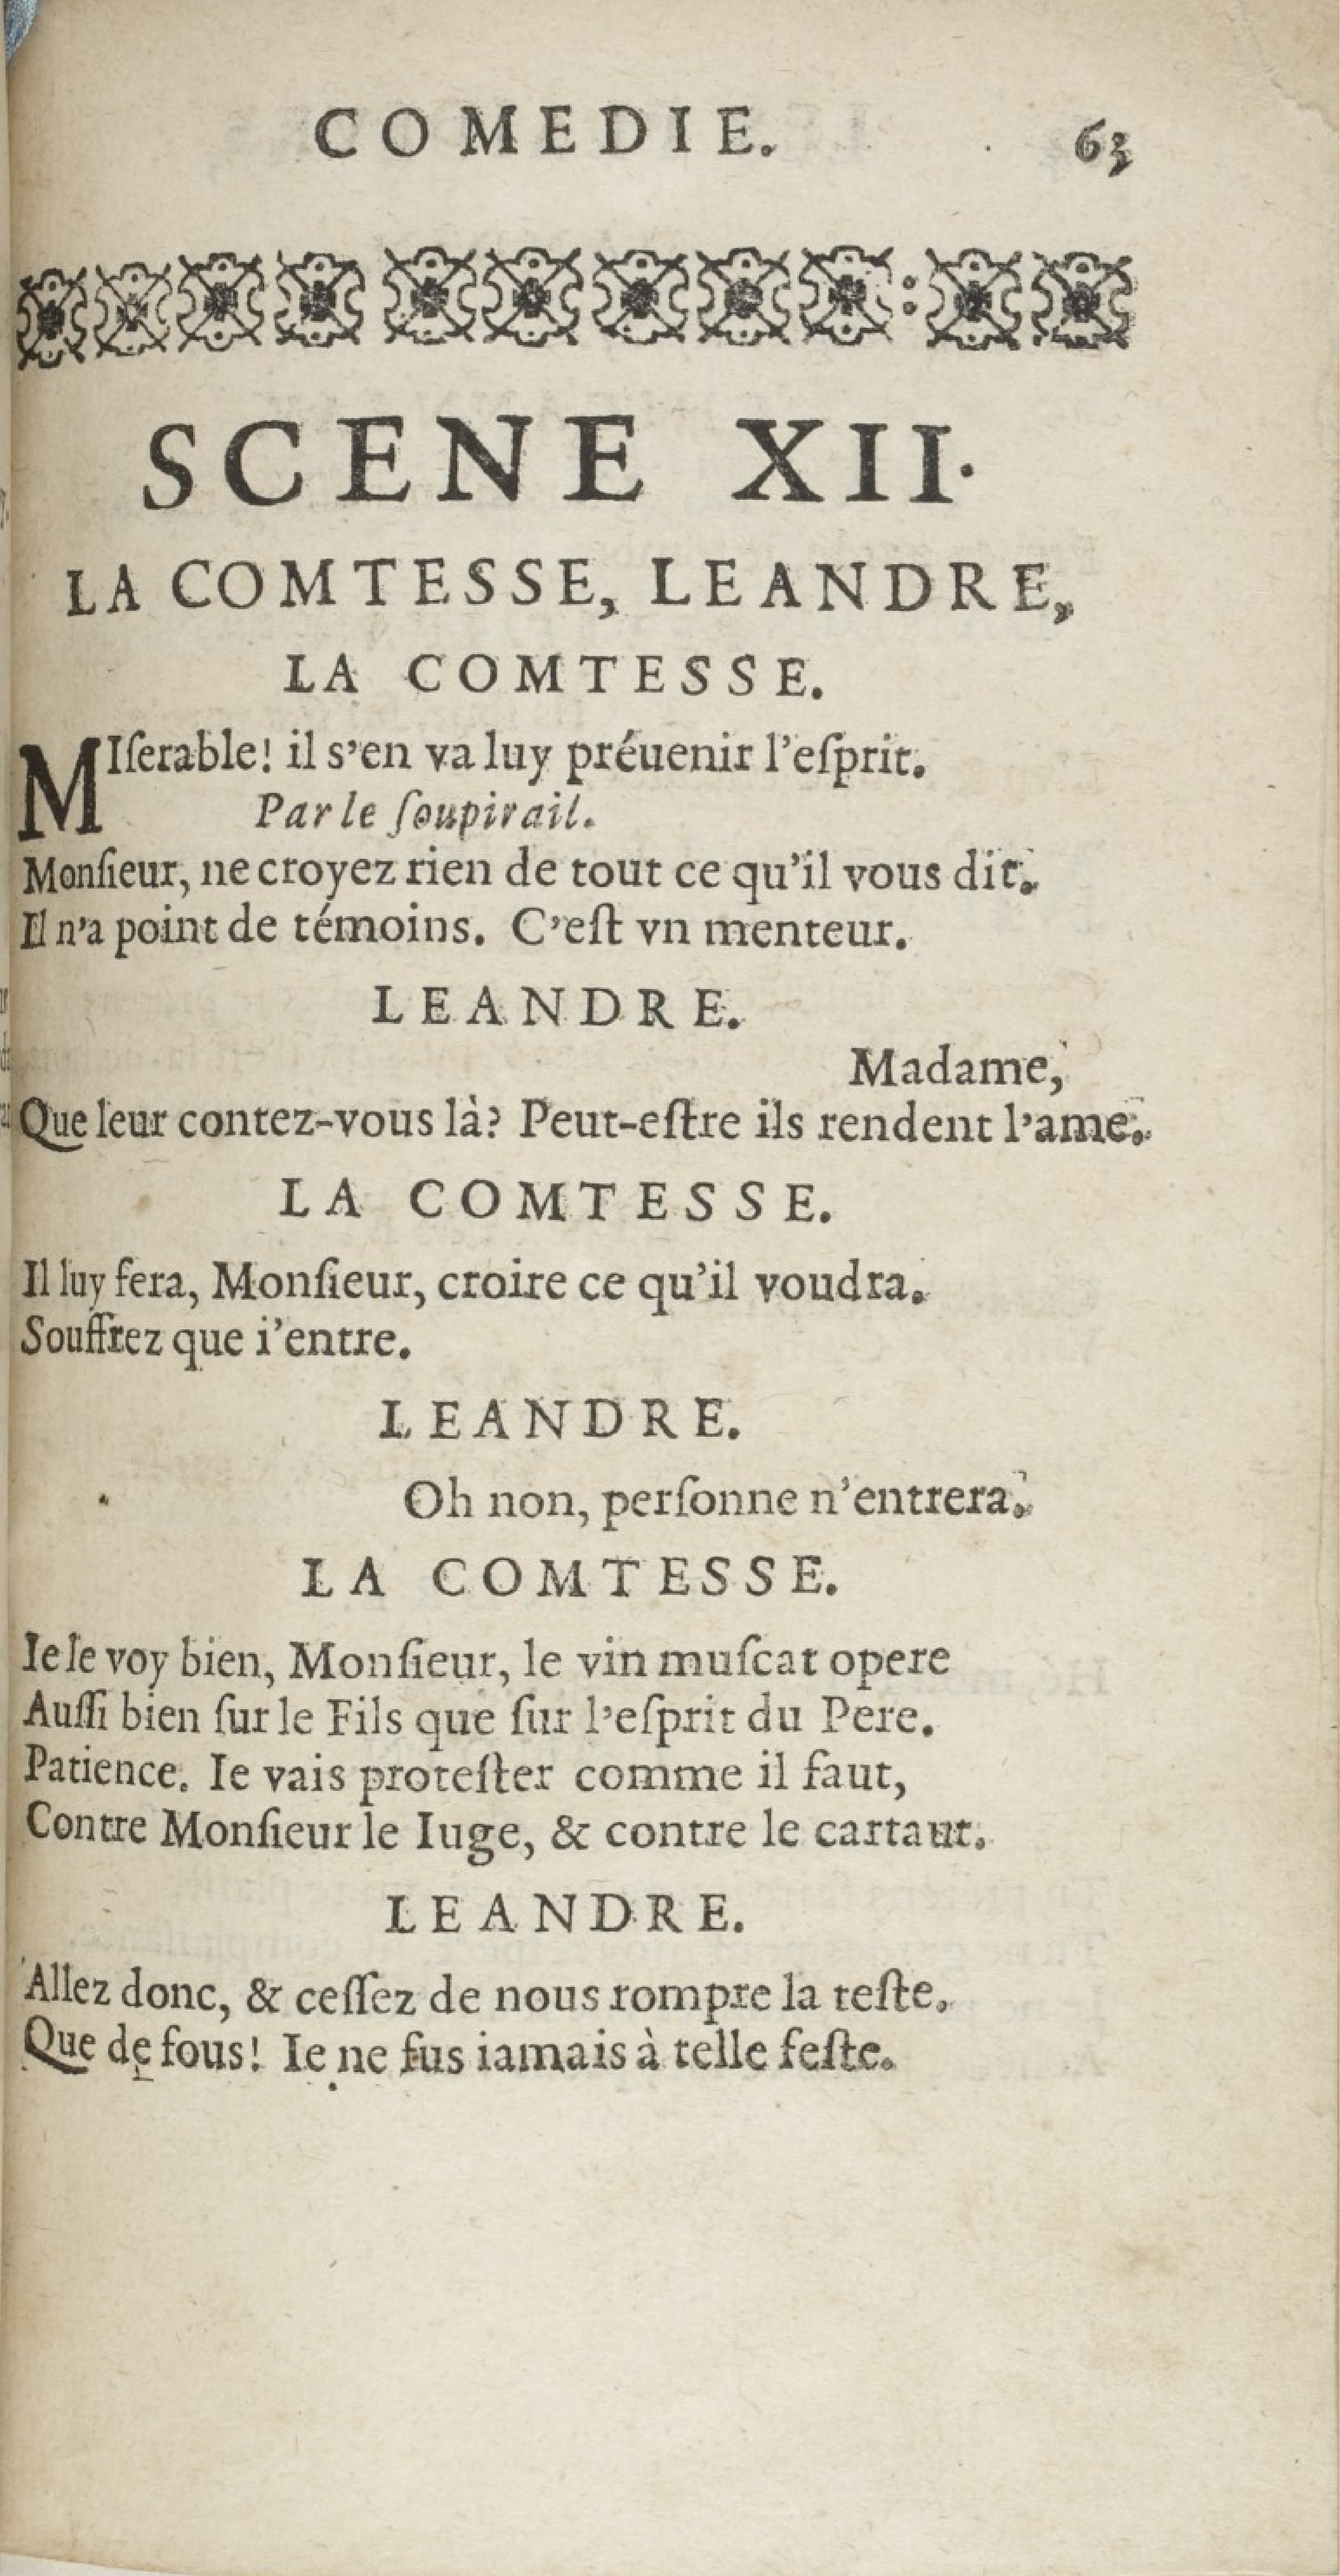 COMEDIE. 63
SCENE XII.
LA COMTESSE, LEANDRE,
LA COMTESSE.
MIſerable! il s'en va luy préuenir l'eſprit.
Par le ſoupirail.
Monſieur, ne croyez rien de tout ce qu'il vous dit.
Il n'a point de témoins. C'eſt vn menteur.
LEANDRE.
Madame,
Que leur contez-vous là? Peut-eſtre ils rendent l'ame.
LA COMTESSE.
Il luy fera, Monſieur, croire ce qu'il voudra.
Souffrez que i'entre.
LEANDRE.
Oh non, perſonne n'entrera.
LA COMTESSE.
Ie le voy bien, Monſieur, le vin muſcat opere
Auſſi bien ſur le Fils que ſur l'eſprit du Pere.
Patience. Ie vais proteſter comme il faut,
Contre Monſieur le Iuge, & contre le cartaut.
LEANDRE.
Allez donc, & ceſſez de nous rompre la teſte.
Que de fous! Ie ne fus iamais à telle feſte.